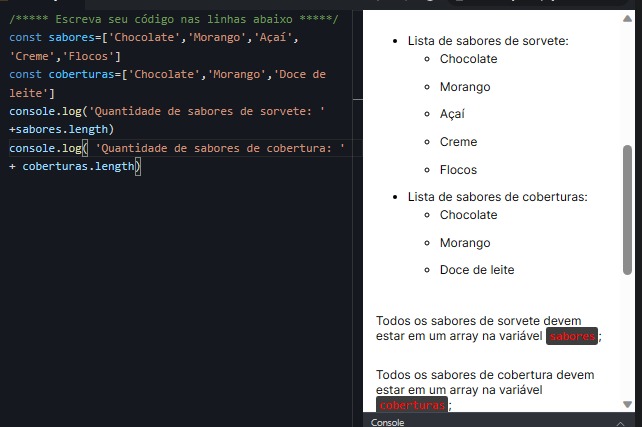 /***** Escreva seu código nas linhas abaixo *****/
const sabores=['Chocolate','Morango','Açaí',
'Creme','Flocos']
const coberturas=['Chocolate','Morango','Doce de
leite']
console.log('Quantidade de sabores de sorvete: '
+sabores.length)
console.log( 'Quantidade de sabores de cobertura: '
+ coberturas.length)
Lista de sabores de sorvete:
Chocolate
Morango
Açaí
Creme
Flocos
Lista de sabores de coberturas:
Chocolate
Morango
Doce de leite
Todos os sabores de sorvete devem
estar em um array na variável sabores;
Todos os sabores de cobertura devem
estar em um array na variável
coberturas;
Console